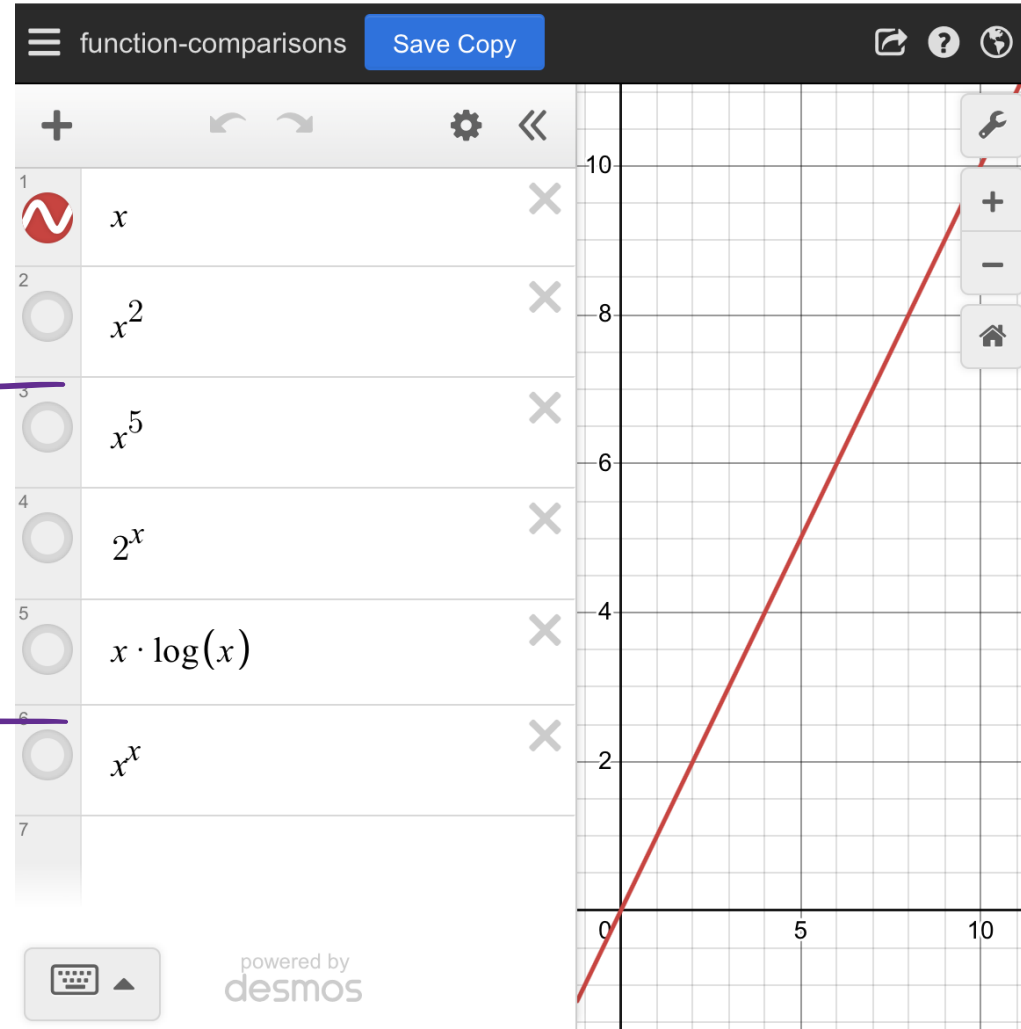 function-comparisons Save Copy
1
x
2
x^2
3
x^5
4
2^x
5
x · log(x)
6
x^x
7
powered by
desmos
10
8
6
4
2
0 5 10